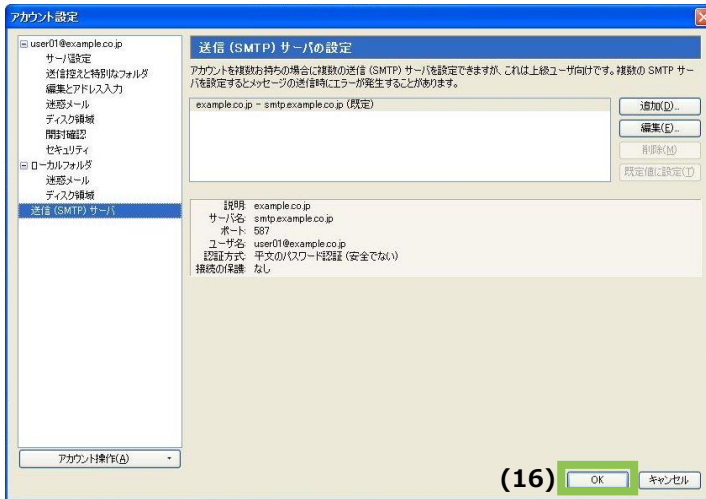 アカウント設定
user01@example.co.jp
サーバ設定
送信控えと特別なフォルダ
編集とアドレス入力
迷惑メール
ディスク領域
開封確認
セキュリティ
ローカルフォルダ
迷惑メール
ディスク領域
送信 (SMTP) サーバ
アカウント操作(A)
送信 (SMTP) サーバの設定
アカウントを複数お持ちの場合に複数の送信 (SMTP) サーバを設定できますが、これは上級ユーザ向けです。複数の SMTP サー
バを設定するとメッセージの送信時にエラーが発生することがあります。
example.co.jp - smtp.example.co.jp (既定)
追加(D)...
編集(E)...
削除(M)
既定値に設定(T)
説明: example.co.jp
サーバ名: smtp.example.co.jp
ポート: 587
ユーザ名: user01@example.co.jp
認証方式: 平文のパスワード認証 (安全でない)
接続の保護: なし
(16) OK キャンセル